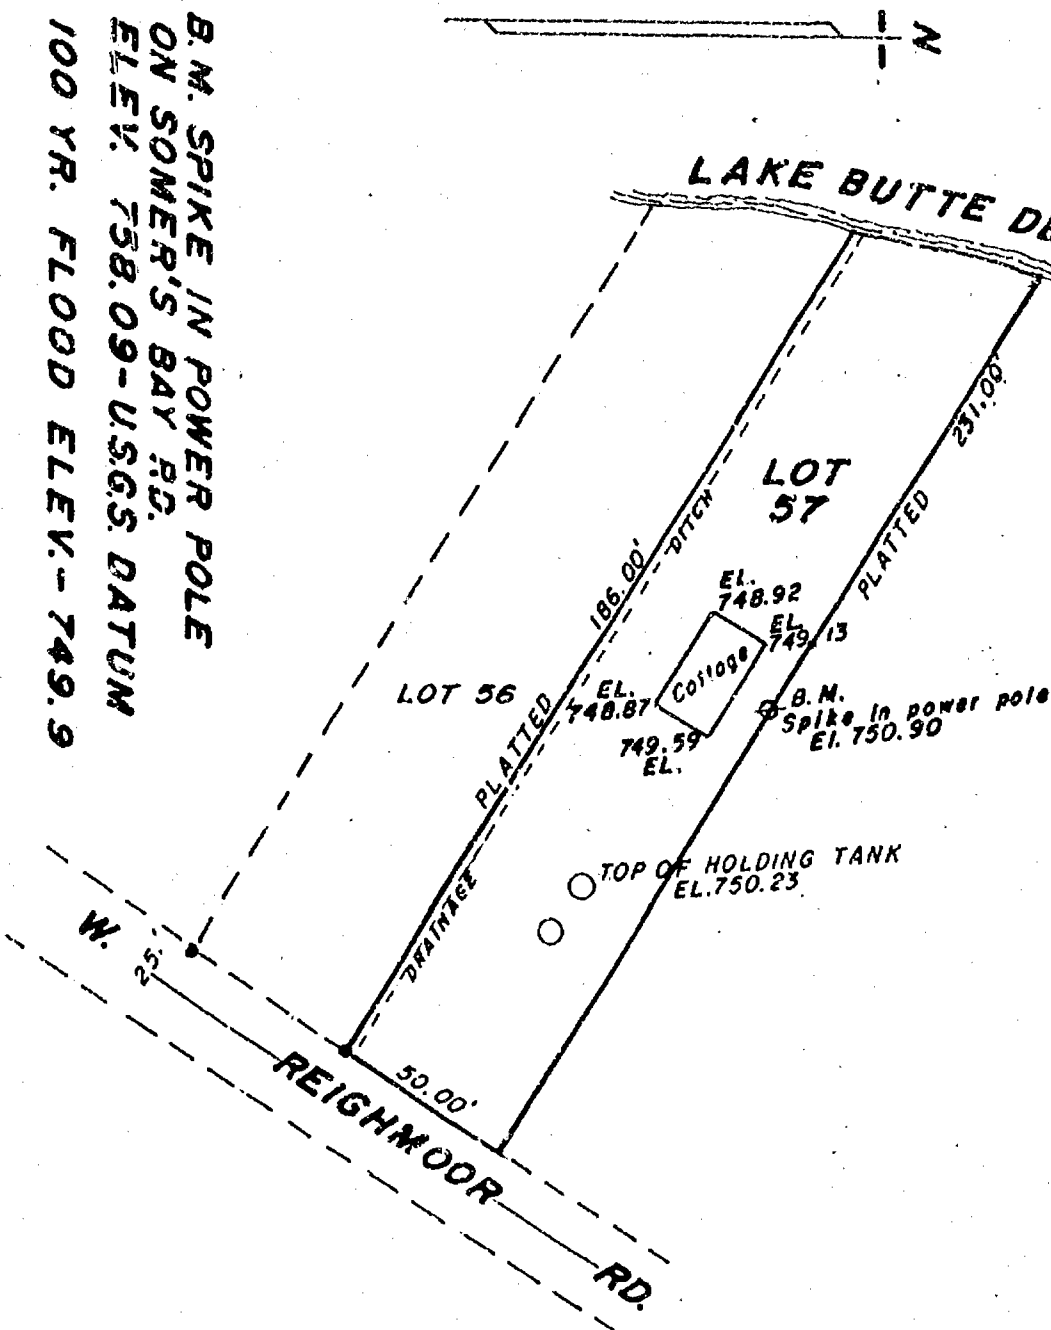 N
LAKE BUTTE DE
B.M. SPIKE IN POWER POLE
ON SOMER'S BAY RD.
ELEV. 758.09-U.S.G.S. DATUM
100 YR. FLOOD ELEV.- 749.9
231.00'
PLATTED
LOT
57
DITCH
186.00'
PLATTED
DRAINAGE
LOT 56
EL.
748.92
EL.
749.13
Cottage
EL.
748.87
749.59
EL.
B.M.
Spike in power pole
El. 750.90
TOP OF HOLDING TANK
EL.750.23
W.
25.'
50.00'
REIGHMOOR
RD.